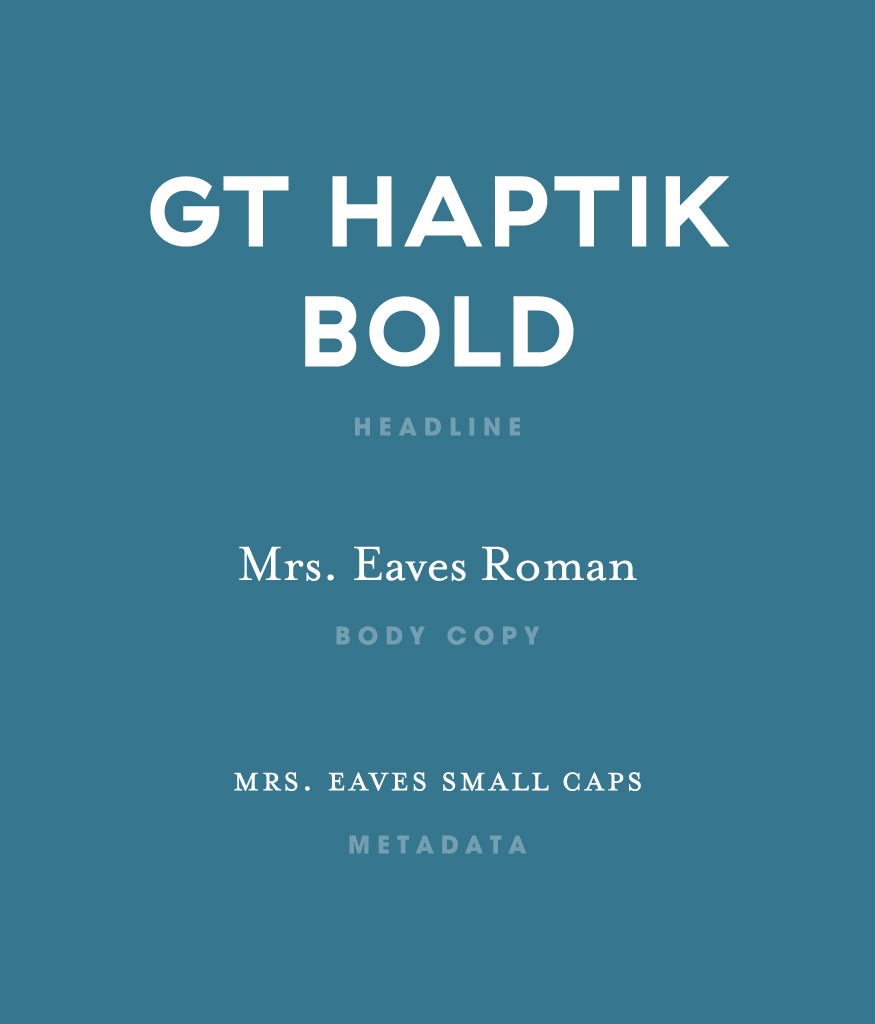 GT HAPTIK
BOLD
HEADLINE
Mrs. Eaves Roman
BODY COPY
MRS. EAVES SMALL CAPS
METADATA